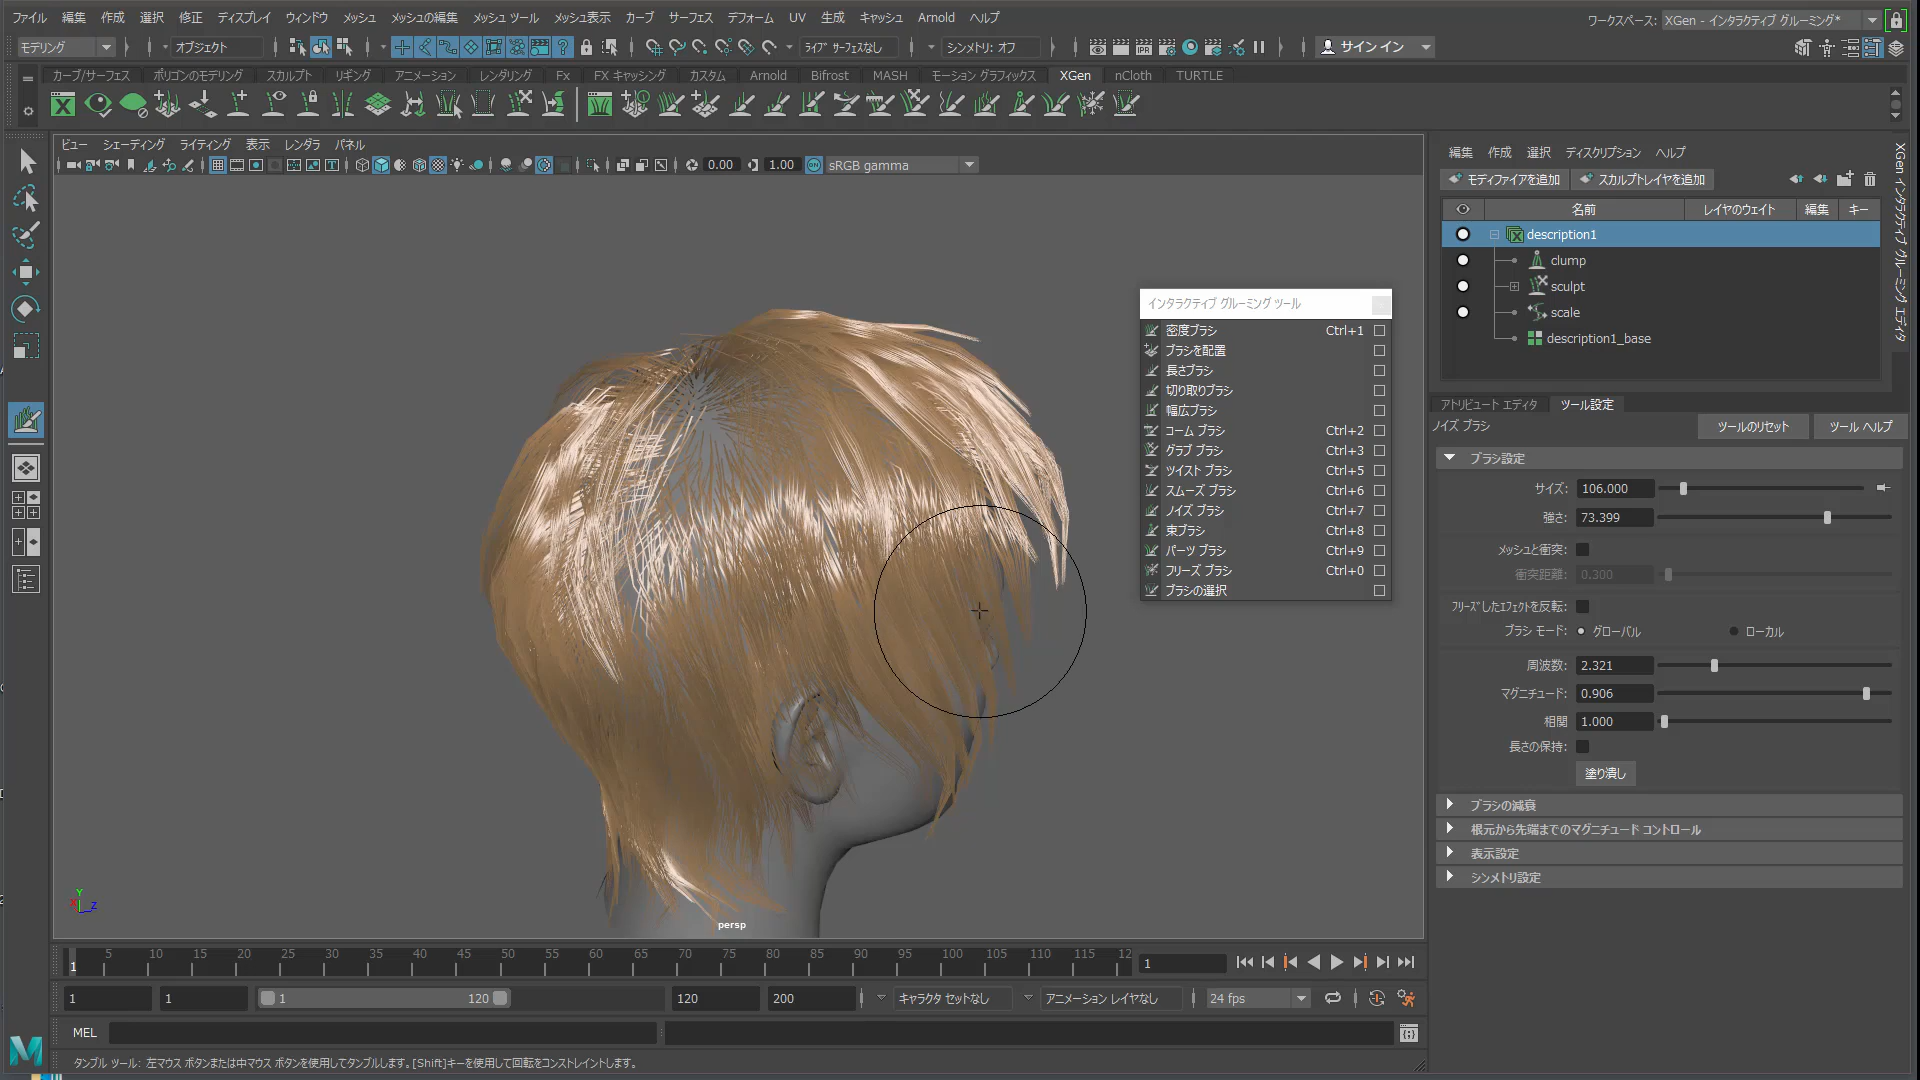 ファイル 編集 作成 選択 修正 ディスプレイ ウィンドウ メッシュ メッシュの編集 メッシュ ツール メッシュ表示 カーブ サーフェス デフォーム UV 生成 キャッシュ Arnold ヘルプ
ワークスペース: XGen - インタラクティブ グルーミング*
モデリング オブジェクト ライブ サーフェスなし シンメトリ: オフ サイン イン
カーブ/サーフェス ポリゴンのモデリング スカルプト リギング アニメーション レンダリング Fx FX キャッシング カスタム Arnold Bifrost MASH モーション グラフィックス XGen nCloth TURTLE
ビュー シェーディング ライティング 表示 レンダラ パネル
0.00 1.00 ON sRGB gamma
persp
Y
Z
インタラクティブ グルーミング ツール
密度ブラシ Ctrl+1
ブラシを配置
長さブラシ
切り取りブラシ
幅広ブラシ
コーム ブラシ Ctrl+2
グラブ ブラシ Ctrl+3
ツイスト ブラシ Ctrl+5
スムーズ ブラシ Ctrl+6
ノイズ ブラシ Ctrl+7
束ブラシ Ctrl+8
パーツ ブラシ Ctrl+9
フリーズ ブラシ Ctrl+0
ブラシの選択
編集 作成 選択 ディスクリプション ヘルプ
モディファイアを追加 スカルプトレイヤを追加
名前 レイヤのウェイト 編集 キー
description1
clump
sculpt
scale
description1_base
XGen インタラクティブ グルーミング エディタ
アトリビュート エディタ ツール設定
ノイズ ブラシ ツールのリセット ツール ヘルプ
ブラシ設定
サイズ: 106.000
強さ: 73.399
メッシュと衝突:
衝突距離: 0.300
フリーズしたエフェクトを反転:
ブラシ モード: グローバル ローカル
周波数: 2.321
マグニチュード: 0.906
相関 1.000
長さの保持:
塗り潰し
ブラシの減衰
根元から先端までのマグニチュード コントロール
表示設定
シンメトリ設定
1 5 10 15 20 25 30 35 40 45 50 55 60 65 70 75 80 85 90 95 100 105 110 115 12 1
1 1 1 120 120 200 キャラクタ セットなし アニメーション レイヤなし 24 fps
MEL
タンブル ツール: 左マウス ボタンまたは中マウス ボタンを使用してタンブルします。[Shift]キーを使用して回転をコンストレイントします。